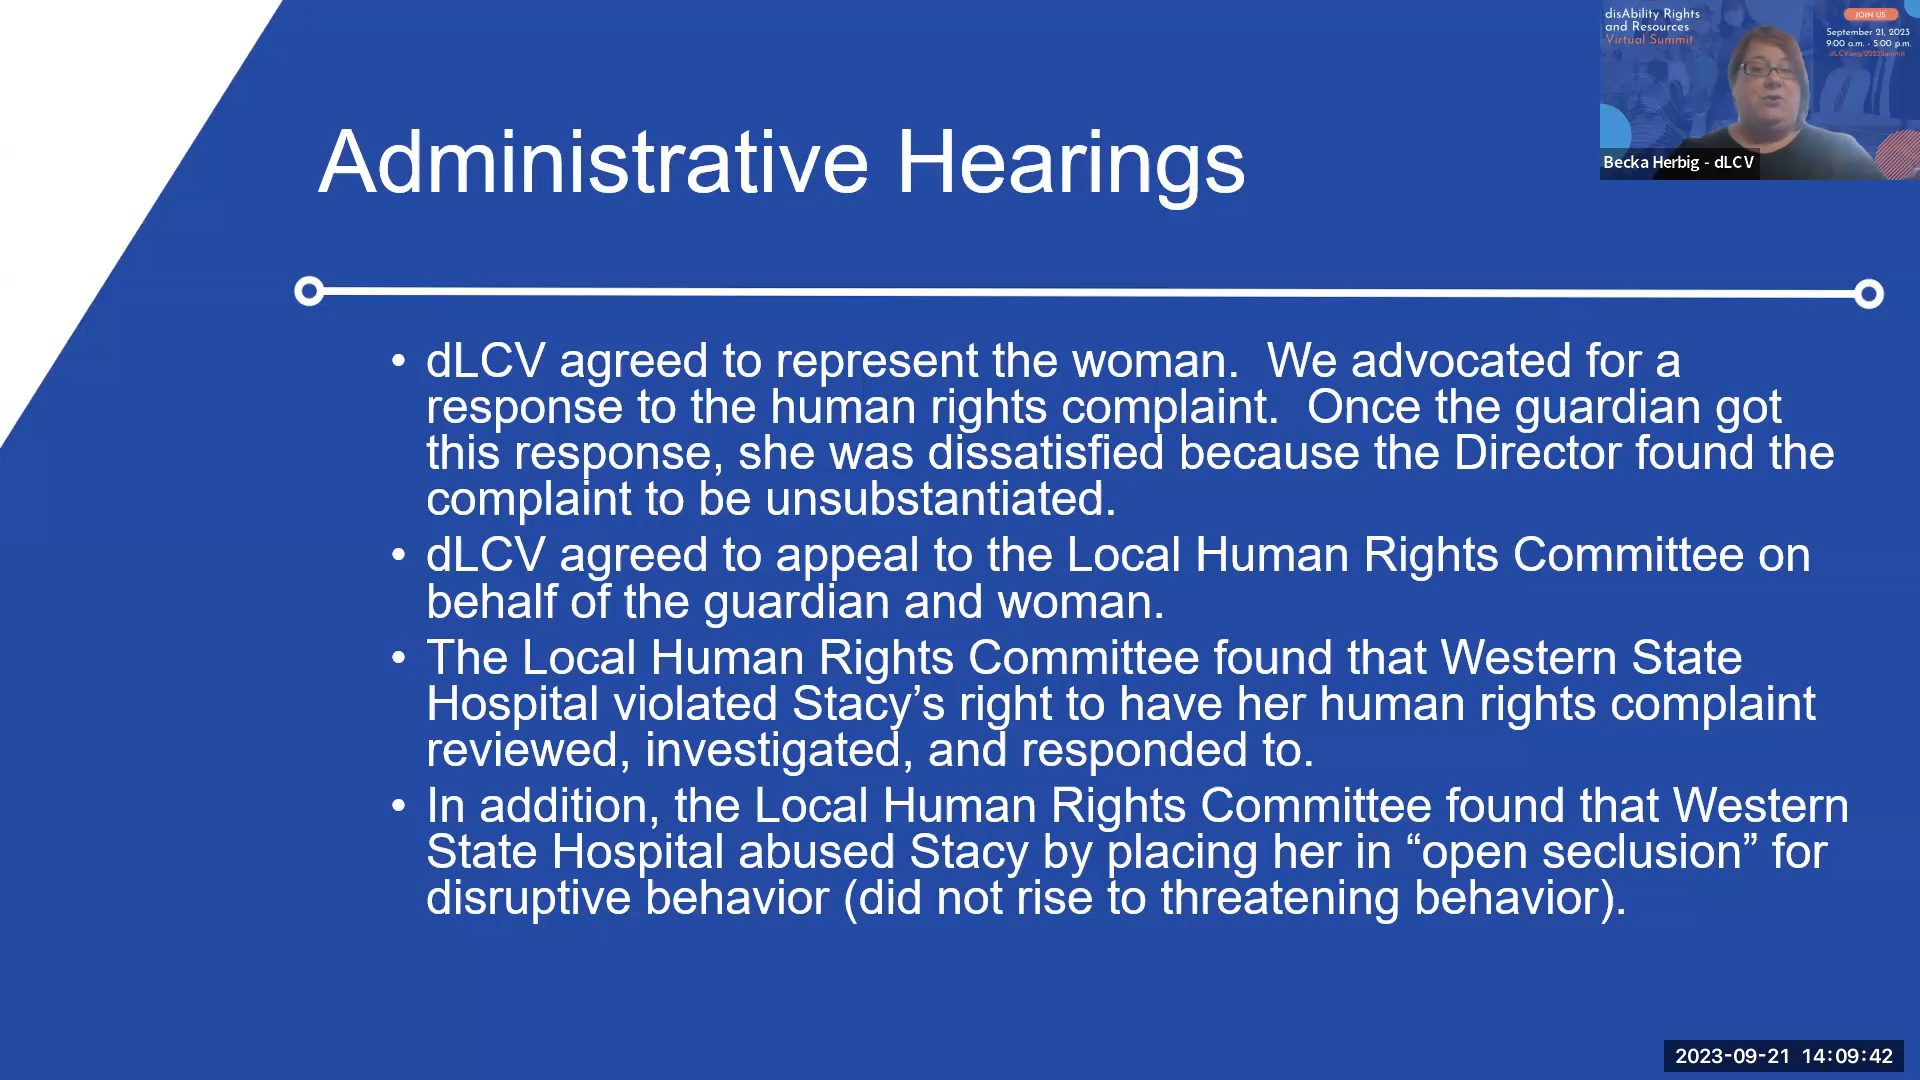 disAbility Rights
and Resources
Virtual Summit
JOIN US
September 21, 2023
9:00 a.m. - 5:00 p.m.
dLCV.org/2023Summit
Becka Herbig - dLCV
Administrative Hearings
• dLCV agreed to represent the woman.  We advocated for a
response to the human rights complaint.  Once the guardian got
this response, she was dissatisfied because the Director found the
complaint to be unsubstantiated.
• dLCV agreed to appeal to the Local Human Rights Committee on
behalf of the guardian and woman.
• The Local Human Rights Committee found that Western State
Hospital violated Stacy’s right to have her human rights complaint
reviewed, investigated, and responded to.
• In addition, the Local Human Rights Committee found that Western
State Hospital abused Stacy by placing her in “open seclusion” for
disruptive behavior (did not rise to threatening behavior).
2023-09-21 14:09:42